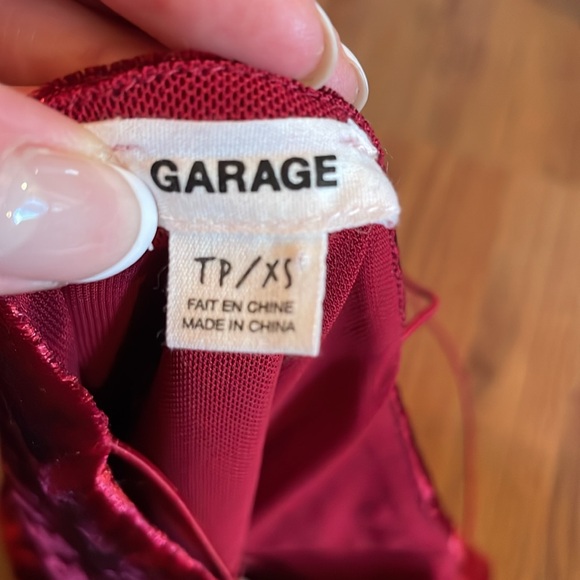 GARAGE
TP/XS
FAIT EN CHINE
MADE IN CHINA